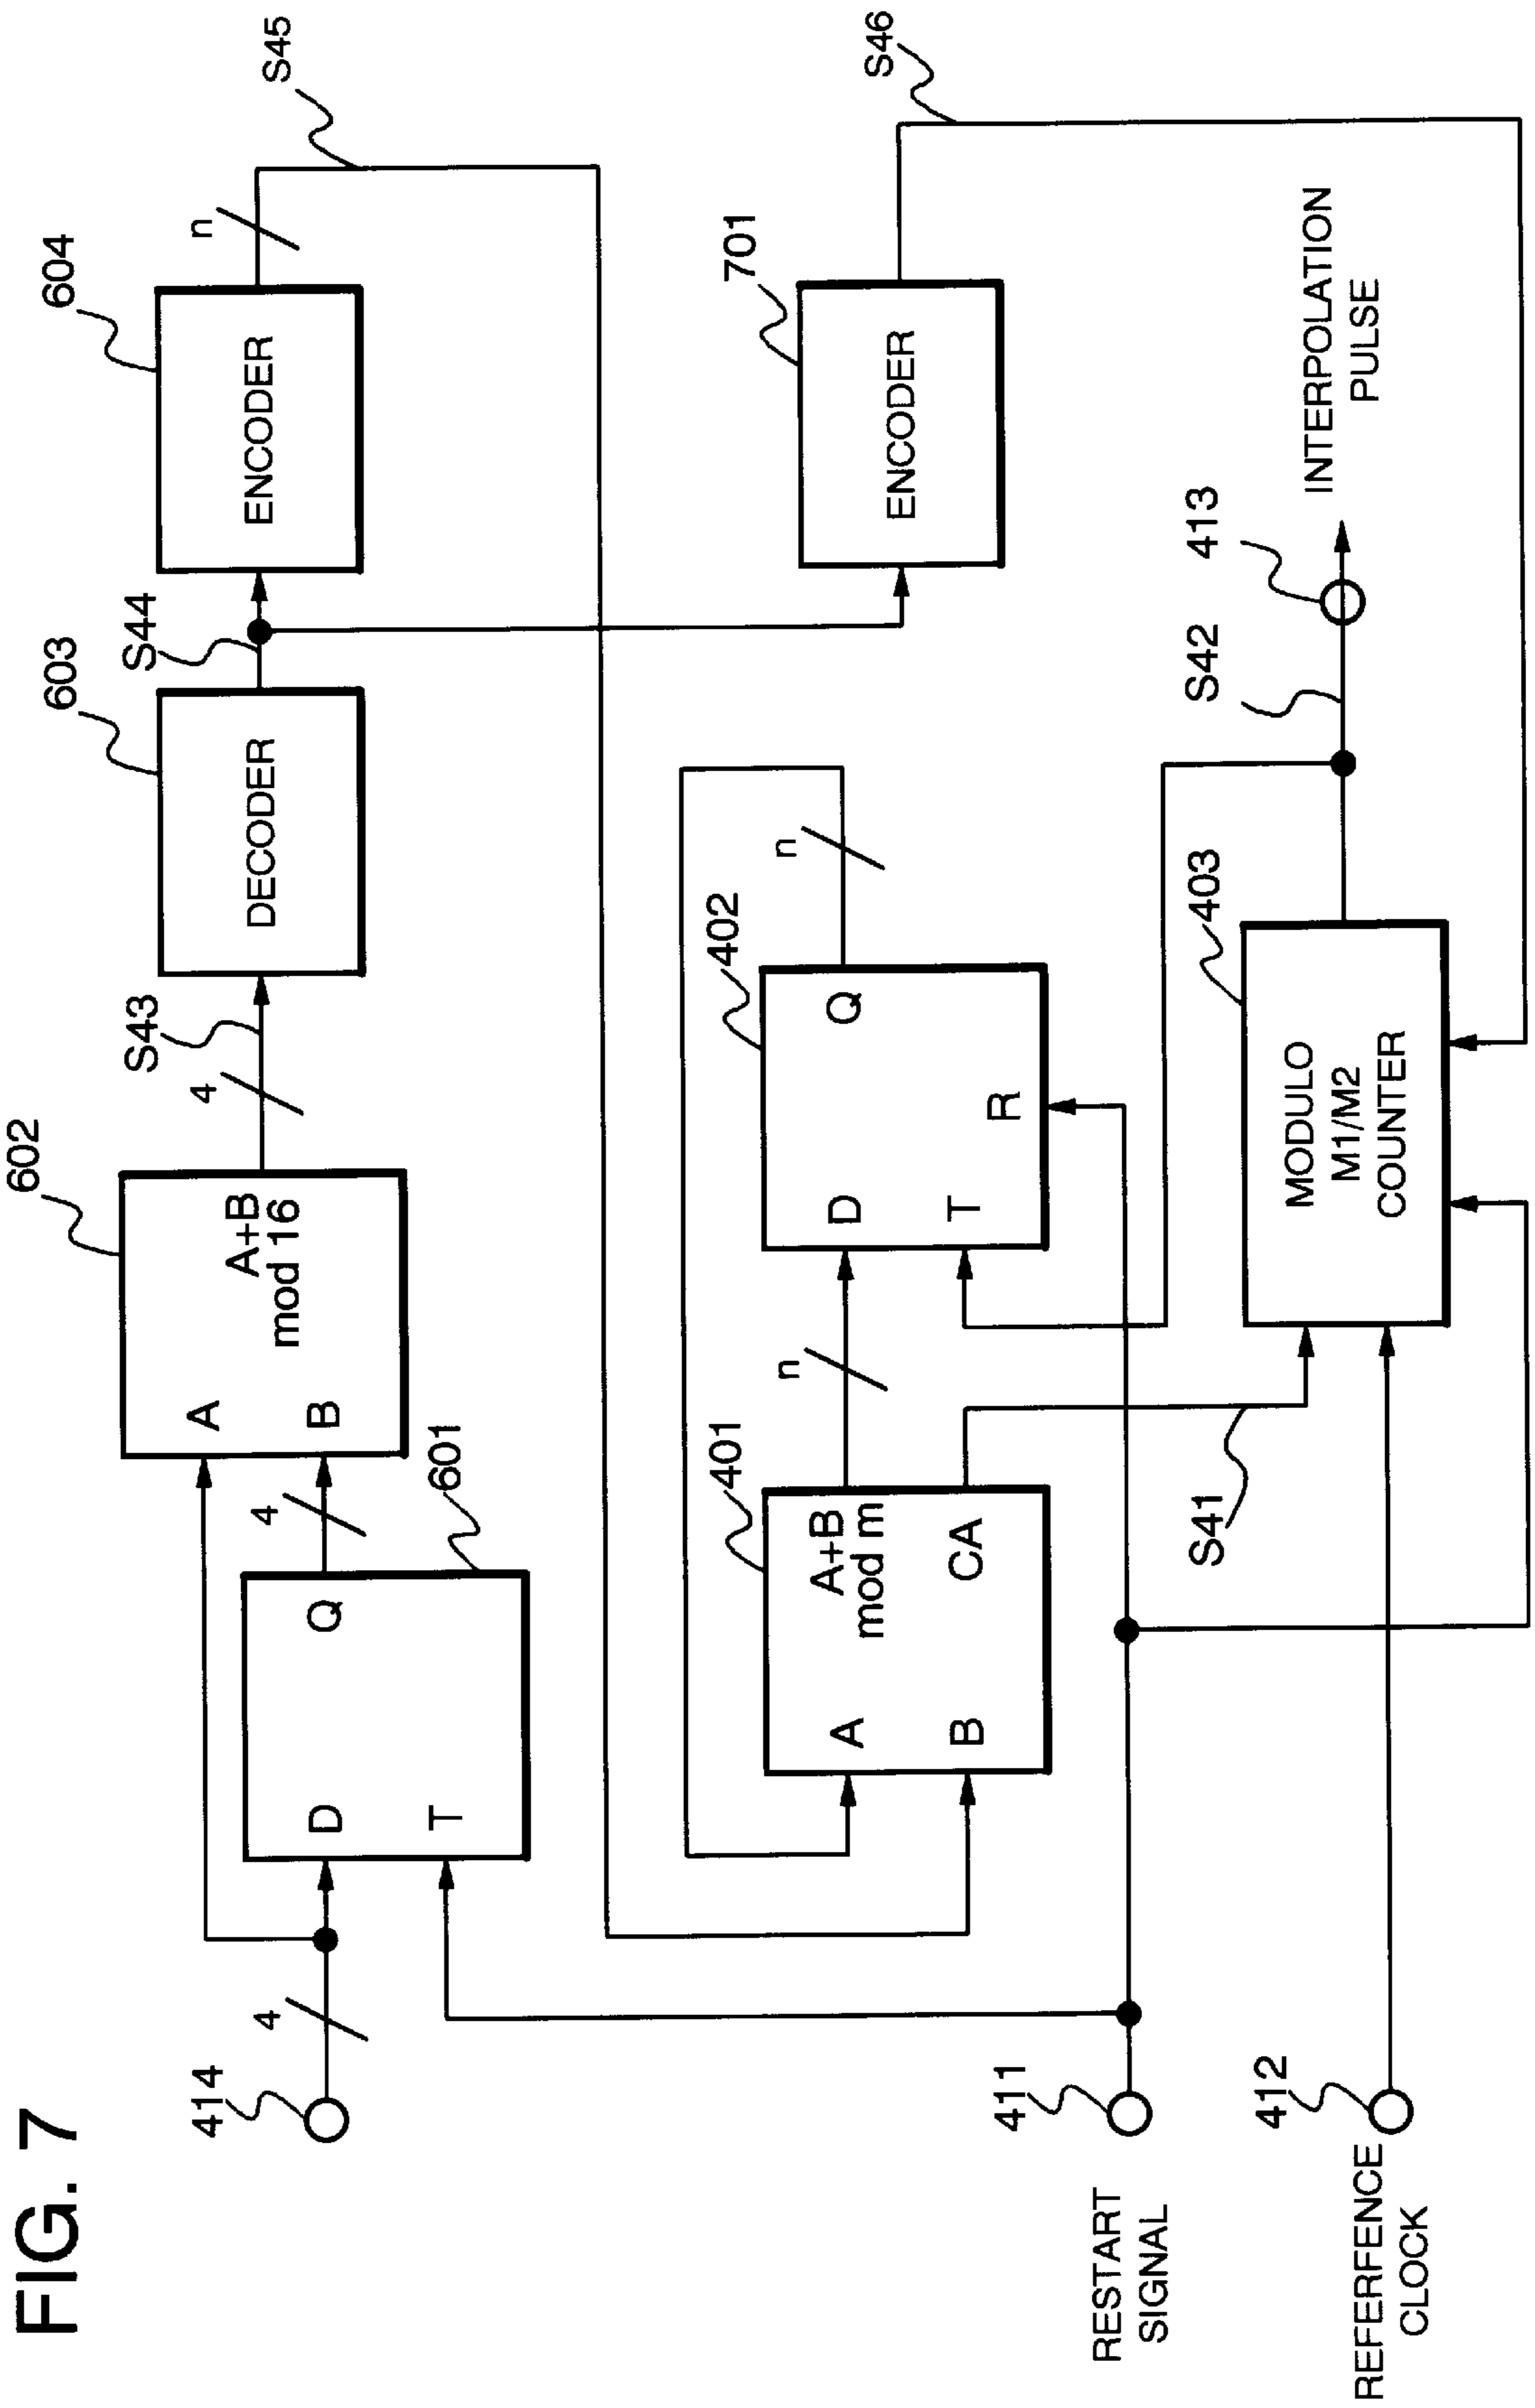 FIG. 7
414
4
D
Q
T
601
4
A
B
A+B
mod 16
602
4
S43
DECODER
603
S44
ENCODER
604
n
S45
A
B
A+B
mod m
CA
401
n
D
Q
T
R
402
n
ENCODER
701
S46
RESTART
SIGNAL
411
S41
REFERFENCE
CLOCK
412
MODULO
M1/M2
COUNTER
403
S42
413
INTERPOLATION
PULSE